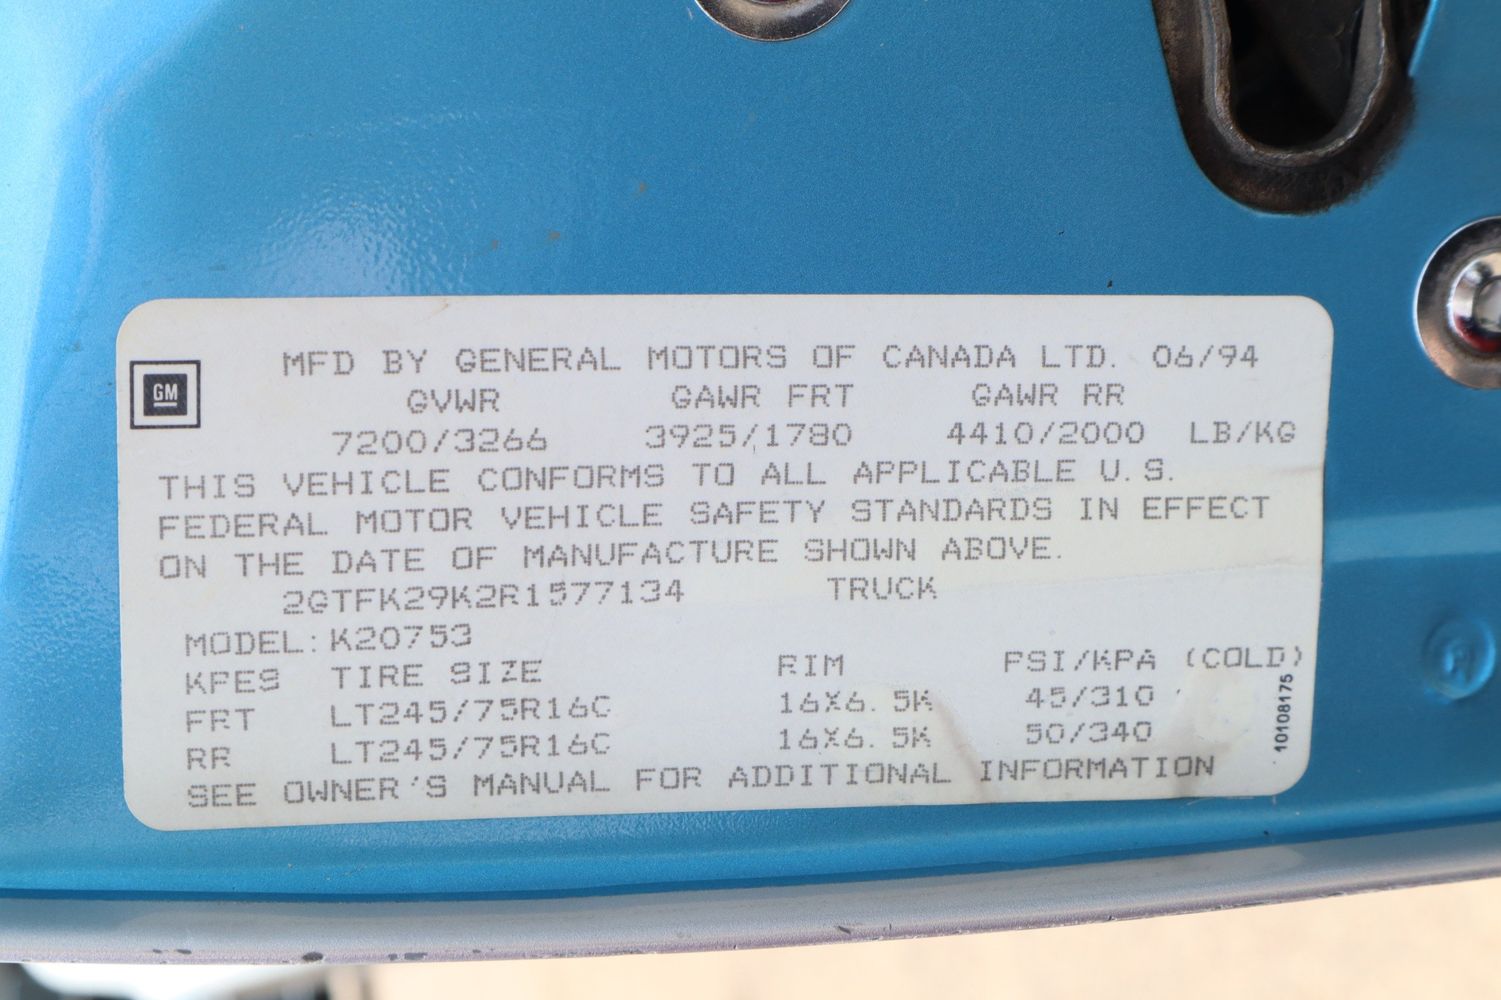 MFD BY GENERAL MOTORS OF CANADA LTD. 06/94
GM
GVWR GAWR FRT GAWR RR
7200/3266 3925/1780 4410/2000 LB/KG
THIS VEHICLE CONFORMS TO ALL APPLICABLE U.S.
FEDERAL MOTOR VEHICLE SAFETY STANDARDS IN EFFECT
ON THE DATE OF MANUFACTURE SHOWN ABOVE.
2GTFK29K2R1577134 TRUCK
MODEL: K20753
KPES TIRE SIZE RIM PSI/KPA (COLD)
FRT LT245/75R16C 16X6.5K 45/310
RR LT245/75R16C 16X6.5K 50/340
SEE OWNER'S MANUAL FOR ADDITIONAL INFORMATION
10108175